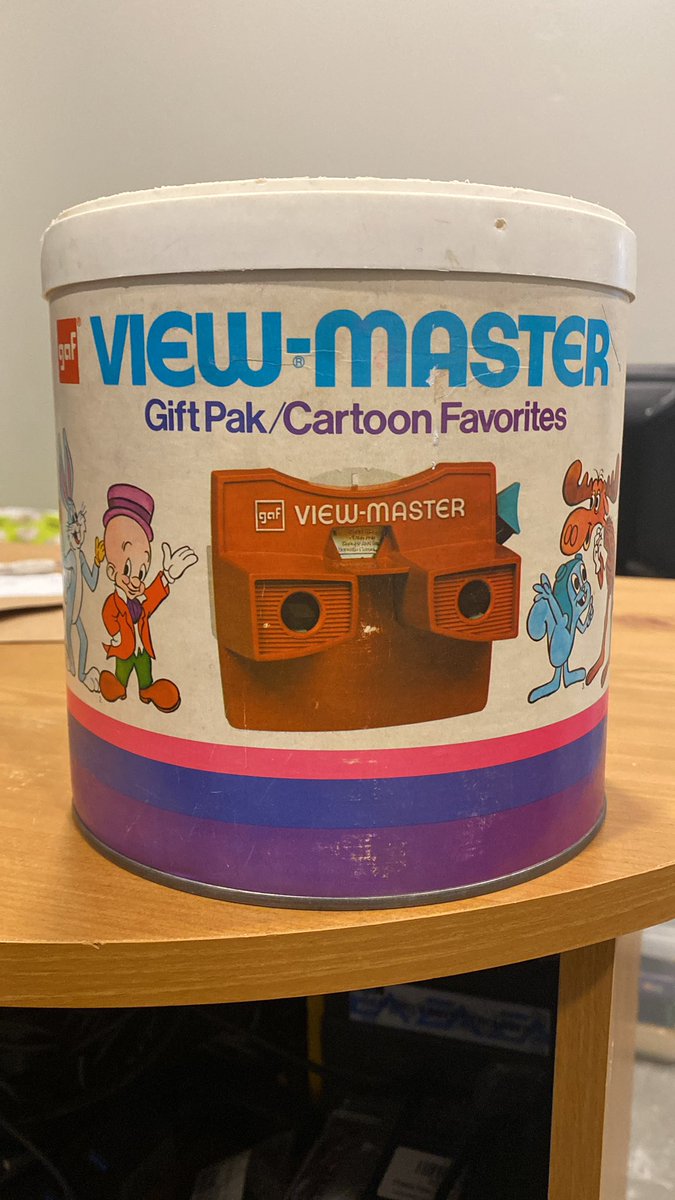 gaf® VIEW-MASTER®
Gift Pak/Cartoon Favorites
gaf VIEW-MASTER